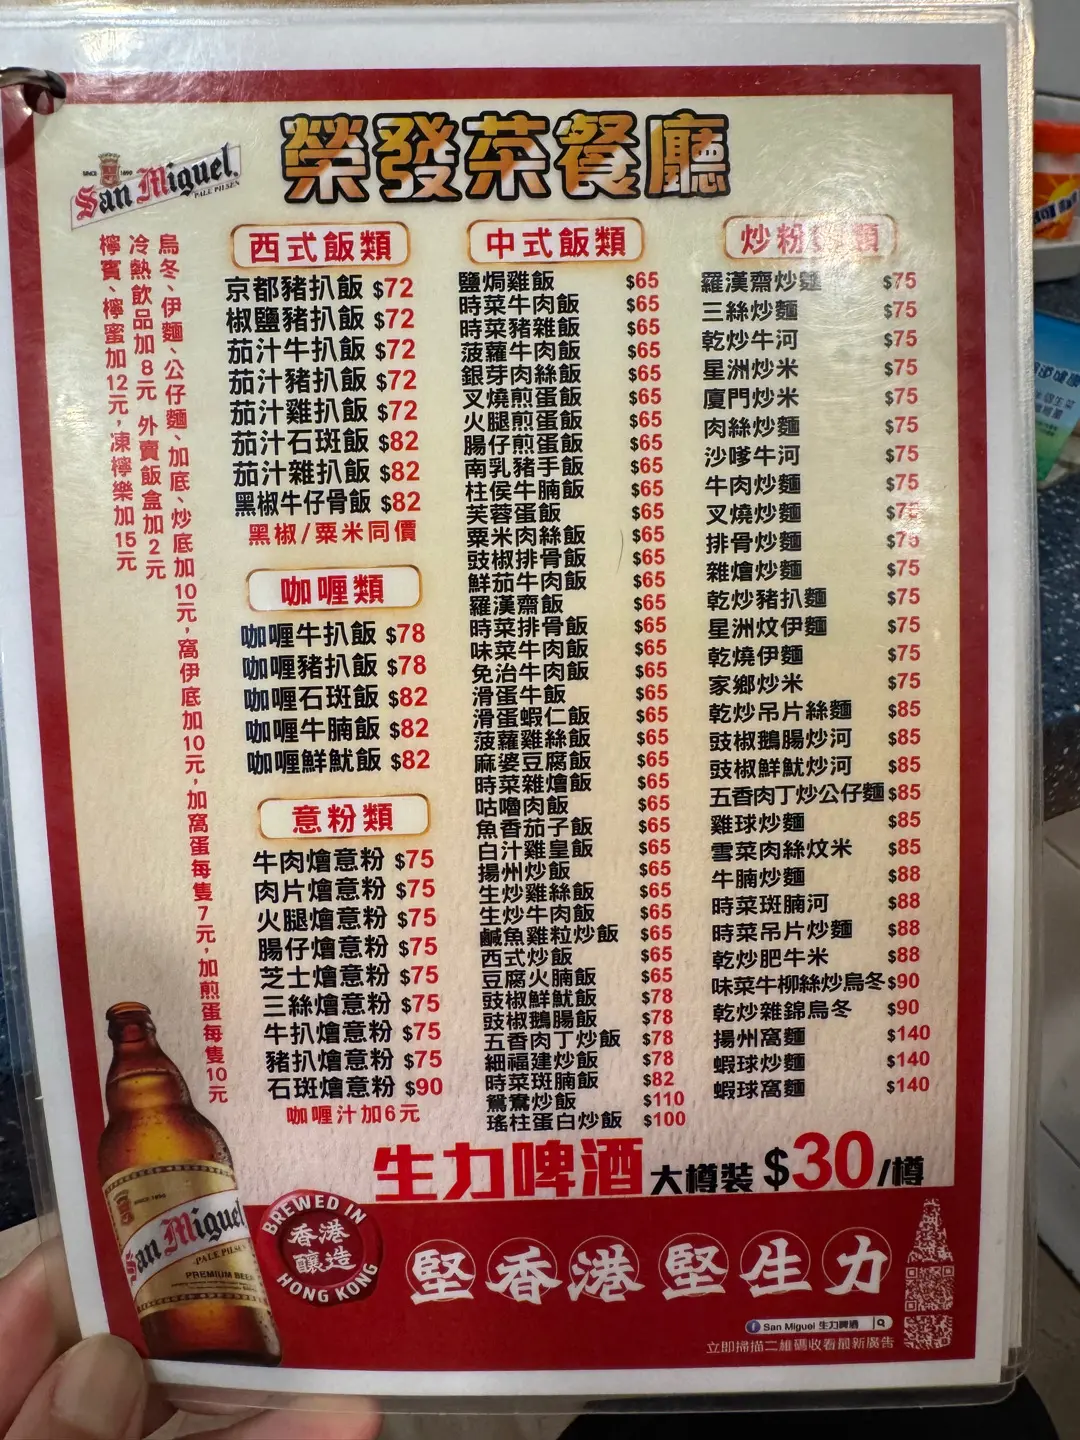 榮發茶餐廳
SINCE 1890
San Miguel
PALE PILSEN
烏冬、伊麵、公仔麵、加底、炒底加10元，窩伊底加10元，加窩蛋每隻7元，加煎蛋每隻10元
冷熱飲品加8元 外賣飯盒加2元
檸賓、檸蜜加12元，凍檸樂加15元
西式飯類
京都豬扒飯 $72
椒鹽豬扒飯 $72
茄汁牛扒飯 $72
茄汁豬扒飯 $72
茄汁雞扒飯 $72
茄汁石斑飯 $82
茄汁雜扒飯 $82
黑椒牛仔骨飯 $82
黑椒/粟米同價
咖喱類
咖喱牛扒飯 $78
咖喱豬扒飯 $78
咖喱石斑飯 $82
咖喱牛腩飯 $82
咖喱鮮魷飯 $82
意粉類
牛肉燴意粉 $75
肉片燴意粉 $75
火腿燴意粉 $75
腸仔燴意粉 $75
芝士燴意粉 $75
三絲燴意粉 $75
牛扒燴意粉 $75
豬扒燴意粉 $75
石斑燴意粉 $90
咖喱汁加6元
中式飯類
鹽焗雞飯 $65
時菜牛肉飯 $65
時菜豬雜飯 $65
菠蘿牛肉飯 $65
銀芽肉絲飯 $65
叉燒煎蛋飯 $65
火腿煎蛋飯 $65
腸仔煎蛋飯 $65
南乳豬手飯 $65
柱侯牛腩飯 $65
芙蓉蛋飯 $65
粟米肉絲飯 $65
豉椒排骨飯 $65
鮮茄牛肉飯 $65
羅漢齋飯 $65
時菜排骨飯 $65
味菜牛肉飯 $65
免治牛肉飯 $65
滑蛋牛飯 $65
滑蛋蝦仁飯 $65
菠蘿雞絲飯 $65
麻婆豆腐飯 $65
時菜雜燴飯 $65
咕嚕肉飯 $65
魚香茄子飯 $65
白汁雞皇飯 $65
揚州炒飯 $65
生炒雞絲飯 $65
生炒牛肉飯 $65
鹹魚雞粒炒飯 $65
西式炒飯 $65
豆腐火腩飯 $65
豉椒鮮魷飯 $78
豉椒鵝腸飯 $78
五香肉丁炒飯 $78
細福建炒飯 $78
時菜斑腩飯 $82
鴛鴦炒飯 $110
瑤柱蛋白炒飯 $100
炒粉 類
羅漢齋炒麵 $75
三絲炒麵 $75
乾炒牛河 $75
星洲炒米 $75
廈門炒米 $75
肉絲炒麵 $75
沙嗲牛河 $75
牛肉炒麵 $75
叉燒炒麵 $75
排骨炒麵 $75
雜燴炒麵 $75
乾炒豬扒麵 $75
星洲炆伊麵 $75
乾燒伊麵 $75
家鄉炒米 $75
乾炒吊片絲麵 $85
豉椒鵝腸炒河 $85
豉椒鮮魷炒河 $85
五香肉丁炒公仔麵 $85
雞球炒麵 $85
雪菜肉絲炆米 $85
牛腩炒麵 $88
時菜斑腩河 $88
時菜吊片炒麵 $88
乾炒肥牛米 $88
味菜牛柳絲炒烏冬 $90
乾炒雜錦烏冬 $90
揚州窩麵 $140
蝦球炒麵 $140
蝦球窩麵 $140
生力啤酒 大樽裝 $30/樽
SINCE 1890
San Miguel
PALE PILSEN
PREMIUM BEER
BREWED IN
香港
釀造
HONG KONG
堅香港堅生力
San Miguel 生力啤酒
立即掃描二維碼收看最新廣告